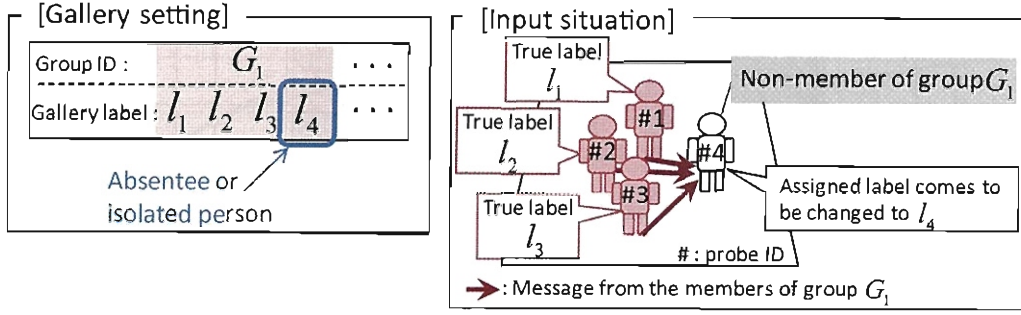 [Gallery setting]
Group ID : G₁ ···
Gallery label : l₁ l₂ l₃ l₄ ···
Absentee or
isolated person
[Input situation]
True label
l₁
True label
l₂
True label
l₃
#1
#2
#3
#4
Non-member of group G₁
Assigned label comes to
be changed to l₄
# : probe ID
: Message from the members of group G₁